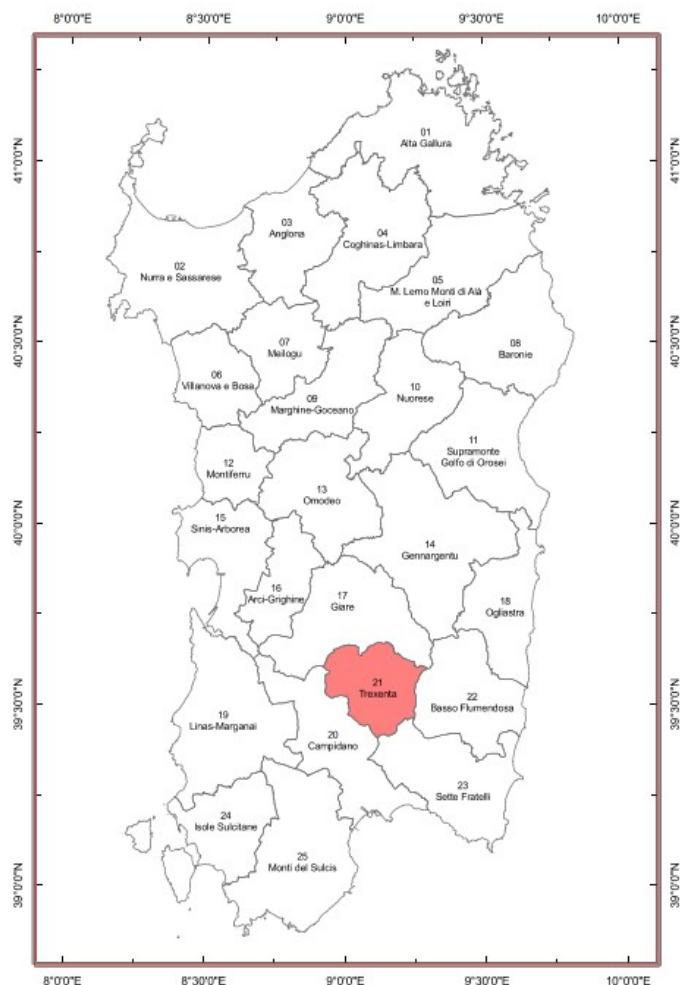 8°0'0"E 8°30'0"E 9°0'0"E 9°30'0"E 10°0'0"E
41°0'0"N
40°30'0"N
40°0'0"N
39°30'0"N
39°0'0"N
01
Alta Gallura
03
Anglona
04
Coghinas-Limbara
02
Nurra e Sassarese
05
M. Lerno Monti di Alà
e Loiri
07
Meilogu
08
Baronie
06
Villanova e Bosa
09
Marghine-Goceano
10
Nuorese
11
Supramonte
Golfo di Orosei
12
Montiferru
13
Omodeo
15
Sinis-Arborea
14
Gennargentu
16
Arci-Grighine
17
Giare
18
Ogliastra
21
Trexenta
22
Basso Flumendosa
19
Linas-Marganai
20
Campidano
23
Sette Fratelli
24
Isole Sulcitane
25
Monti del Sulcis
41°0'0"N
40°30'0"N
40°0'0"N
39°30'0"N
39°0'0"N
8°0'0"E 8°30'0"E 9°0'0"E 9°30'0"E 10°0'0"E